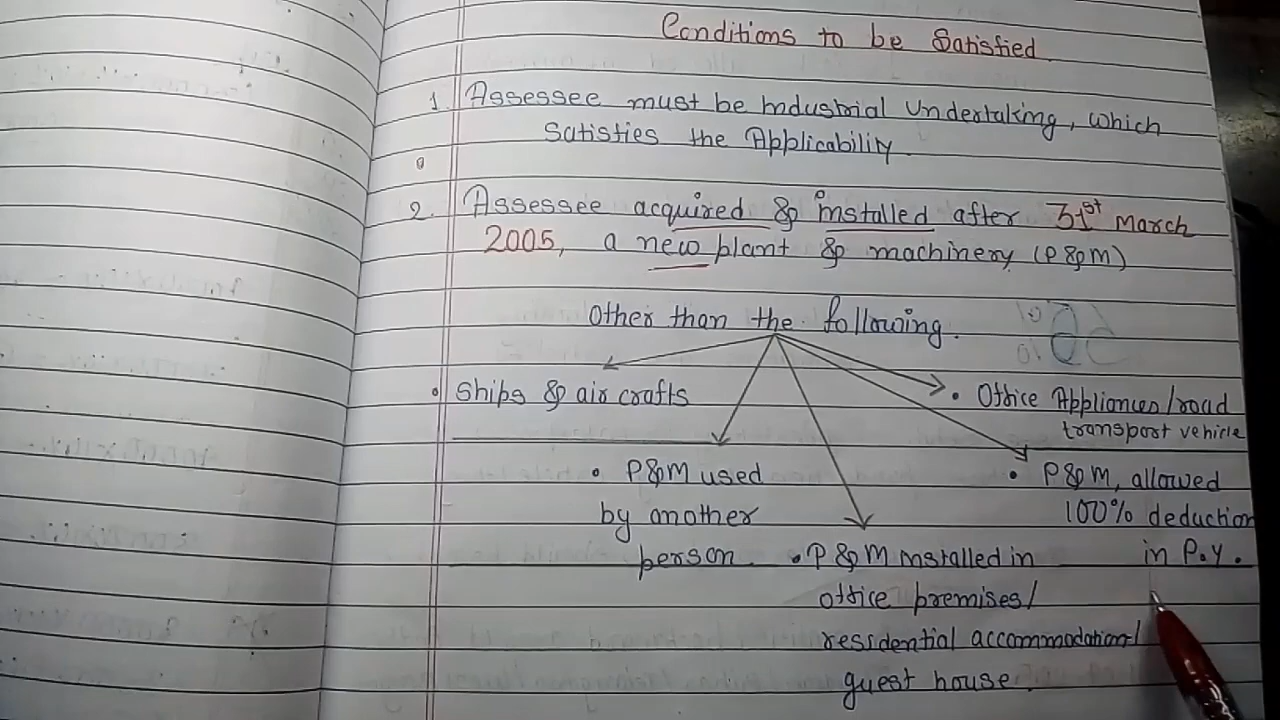 Conditions to be Satisfied
1. Assessee must be Industrial Undertaking, which
satisfies the Applicability
2. Assessee acquired & installed after 31st March
2005, a new plant & machinery (P&M)
Other than the following.
• Ships & air crafts
• Office Appliances/road
transport vehicle
• P&M used
by another
person.
• P&M, allowed
100% deduction
in P.Y.
• P&M Installed in
office premises/
residential accommodation/
guest house.